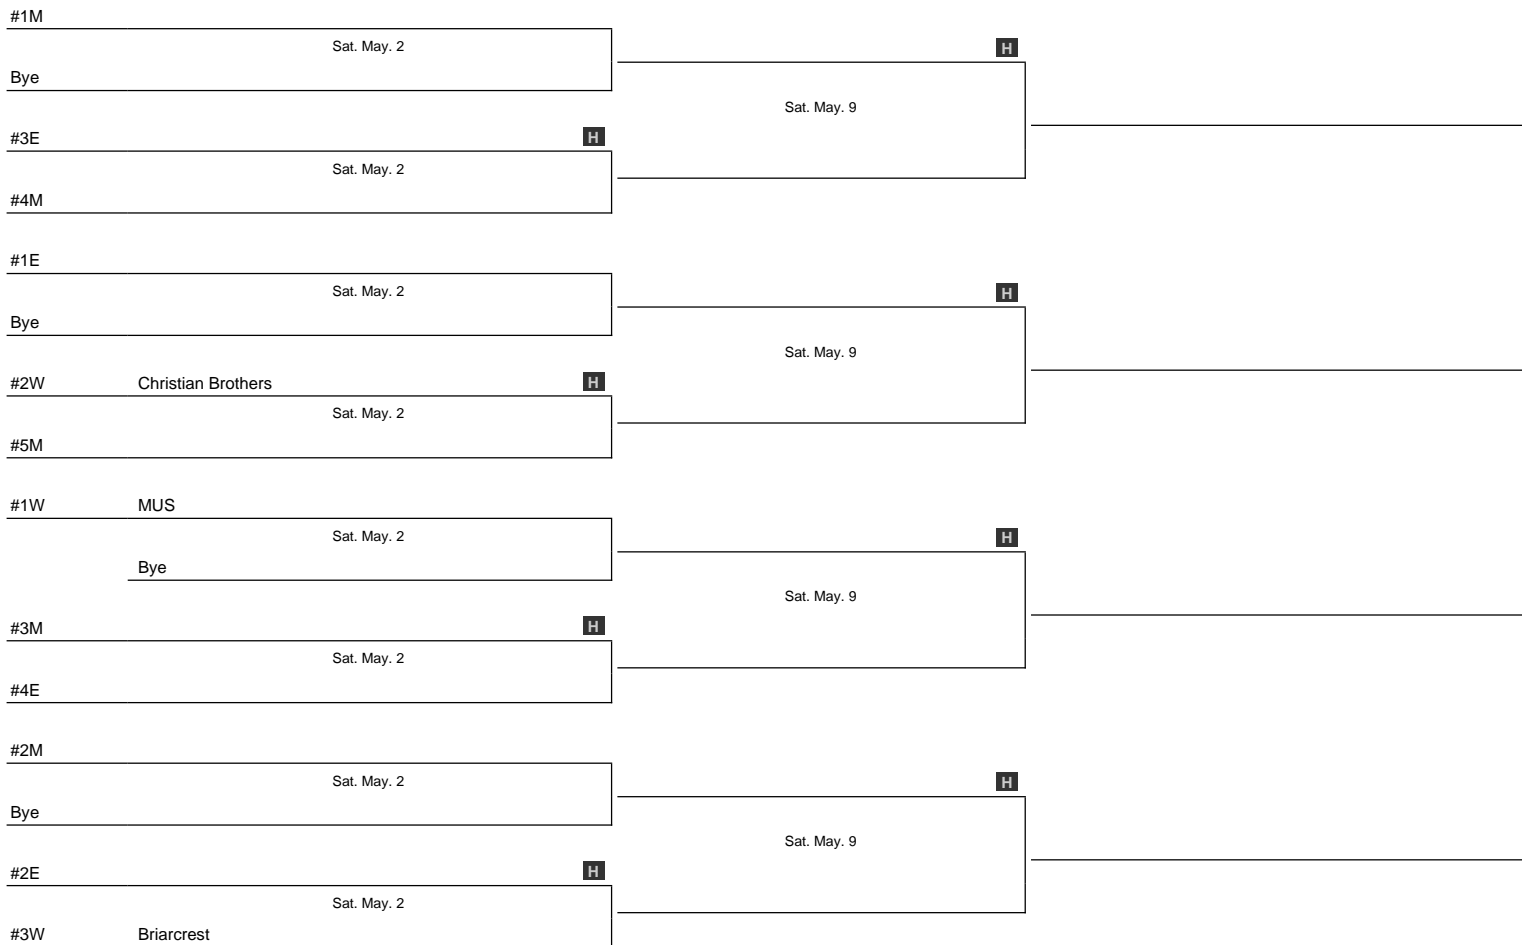 #1M
Sat. May. 2
H
Bye
Sat. May. 9
#3E H
Sat. May. 2
#4M
#1E
Sat. May. 2
H
Bye
Sat. May. 9
#2W Christian Brothers H
Sat. May. 2
#5M
#1W MUS
Sat. May. 2
H
Bye
Sat. May. 9
#3M H
Sat. May. 2
#4E
#2M
Sat. May. 2
H
Bye
Sat. May. 9
#2E H
Sat. May. 2
#3W Briarcrest